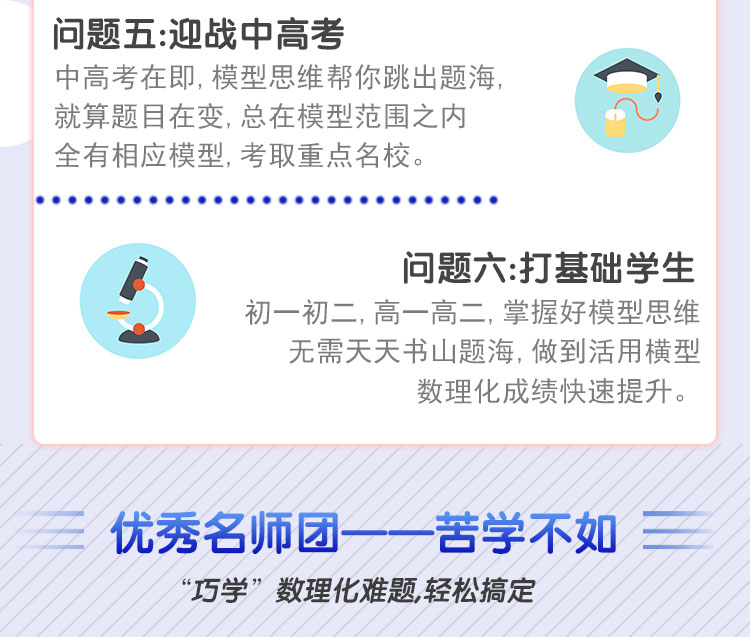 问题五:迎战中高考
中高考在即,模型思维帮你跳出题海,
就算题目在变,总在模型范围之内
全有相应模型,考取重点名校。
问题六:打基础学生
初一初二,高一高二,掌握好模型思维
无需天天书山题海,做到活用横型
数理化成绩快速提升。
优秀名师团——苦学不如
“巧学”数理化难题,轻松搞定